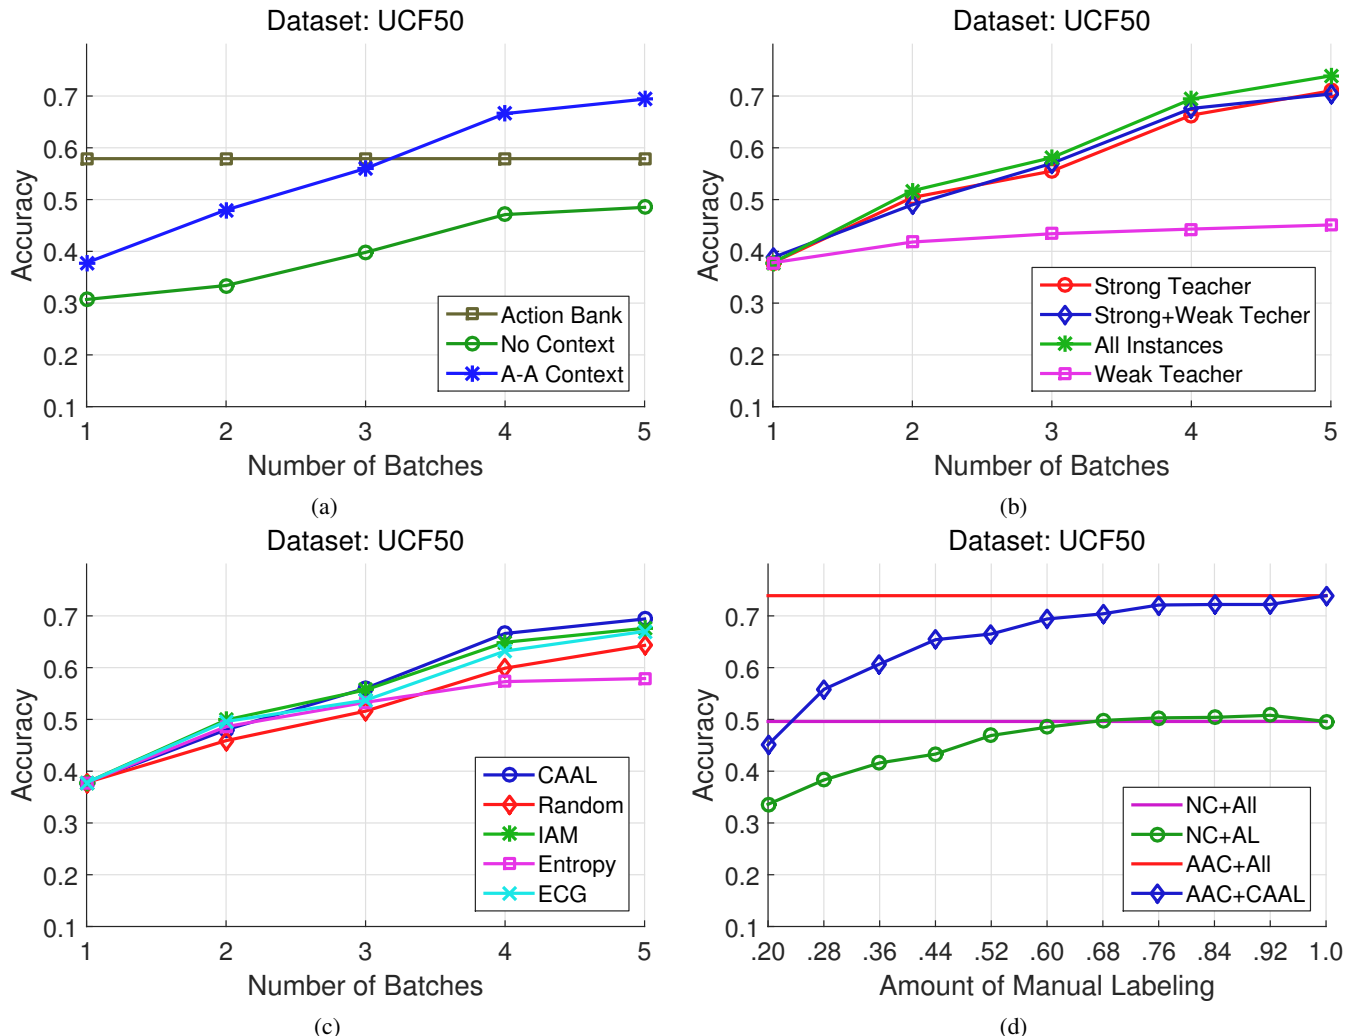 Dataset: UCF50
Accuracy
0.7
0.6
0.5
0.4
0.3
0.2
0.1
1 2 3 4 5
Number of Batches
Action Bank
No Context
A-A Context
(a)
Dataset: UCF50
Accuracy
0.7
0.6
0.5
0.4
0.3
0.2
0.1
1 2 3 4 5
Number of Batches
Strong Teacher
Strong+Weak Techer
All Instances
Weak Teacher
(b)
Dataset: UCF50
Accuracy
0.7
0.6
0.5
0.4
0.3
0.2
0.1
1 2 3 4 5
Number of Batches
CAAL
Random
IAM
Entropy
ECG
(c)
Dataset: UCF50
Accuracy
0.7
0.6
0.5
0.4
0.3
0.2
0.1
.20 .28 .36 .44 .52 .60 .68 .76 .84 .92 1.0
Amount of Manual Labeling
NC+All
NC+AL
AAC+All
AAC+CAAL
(d)